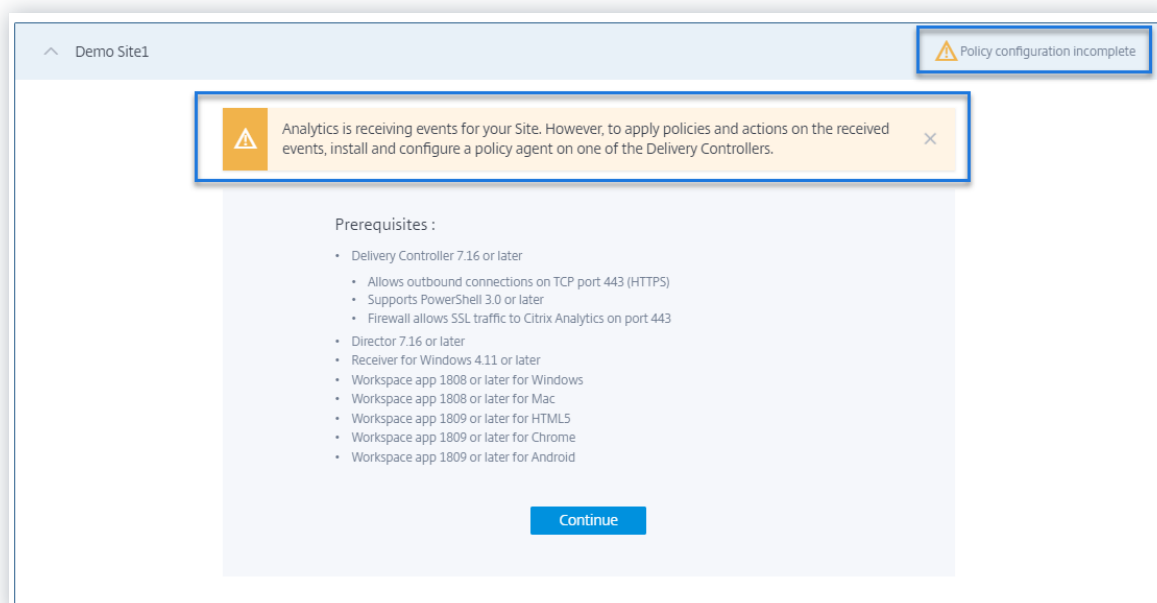 Demo Site1
Policy configuration incomplete
Analytics is receiving events for your Site. However, to apply policies and actions on the received
events, install and configure a policy agent on one of the Delivery Controllers.
Prerequisites :
• Delivery Controller 7.16 or later
• Allows outbound connections on TCP port 443 (HTTPS)
• Supports PowerShell 3.0 or later
• Firewall allows SSL traffic to Citrix Analytics on port 443
• Director 7.16 or later
• Receiver for Windows 4.11 or later
• Workspace app 1808 or later for Windows
• Workspace app 1808 or later for Mac
• Workspace app 1809 or later for HTML5
• Workspace app 1809 or later for Chrome
• Workspace app 1809 or later for Android
Continue